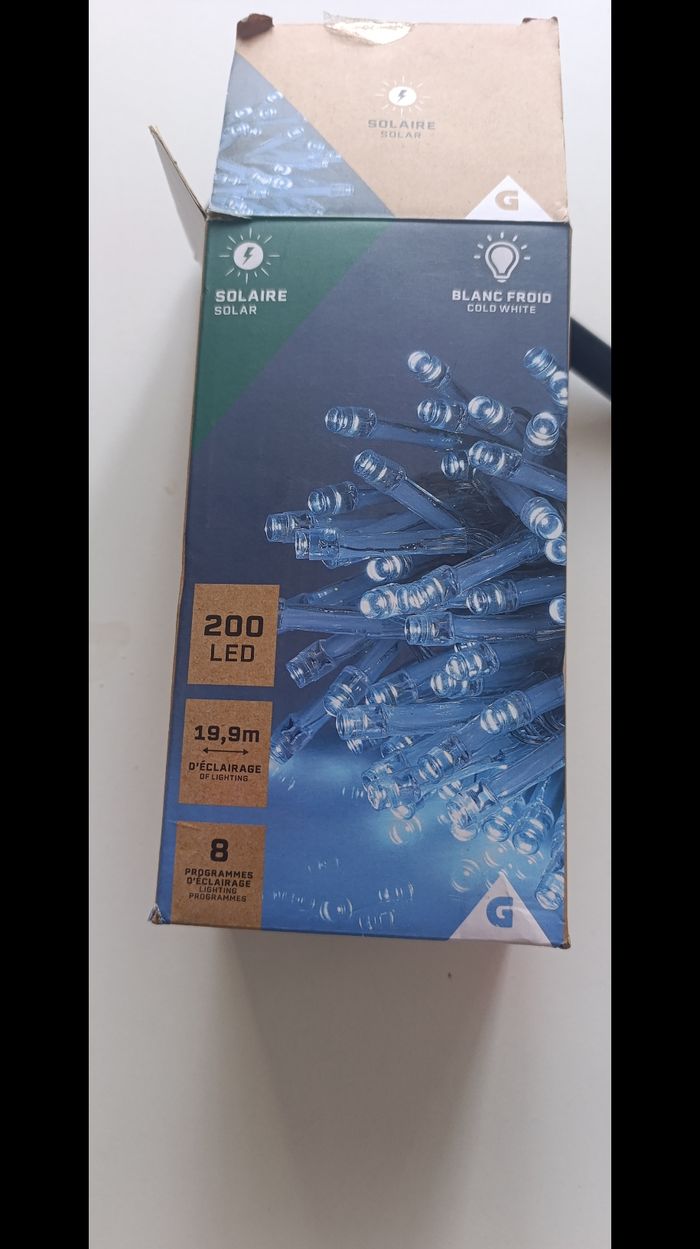 SOLAIRE
SOLAR
G
SOLAIRE
SOLAR
BLANC FROID
COLD WHITE
200
LED
19,9m
D'ÉCLAIRAGE
OF LIGHTING
8
PROGRAMMES
D'ÉCLAIRAGE
LIGHTING
PROGRAMMES
G